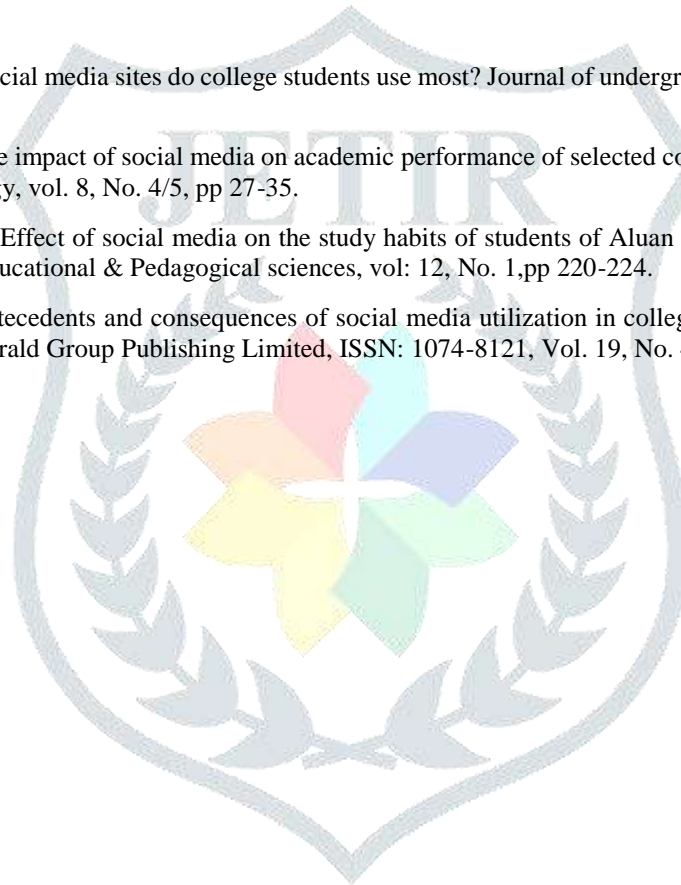 cial media sites do college students use most? Journal of undergr
JETIR
e impact of social media on academic performance of selected co
gy, vol. 8, No. 4/5, pp 27-35.
Effect of social media on the study habits of students of Aluan
ucational & Pedagogical sciences, vol: 12, No. 1,pp 220-224.
tecedents and consequences of social media utilization in colleg
rald Group Publishing Limited, ISSN: 1074-8121, Vol. 19, No.